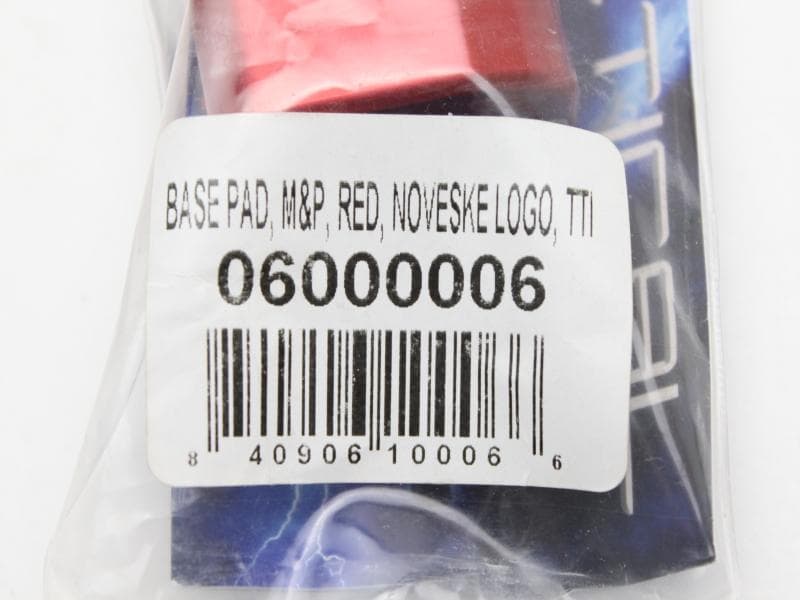 BASE PAD, M&P, RED, NOVESKE LOGO, TTI
06000006
8 40906 10006 6